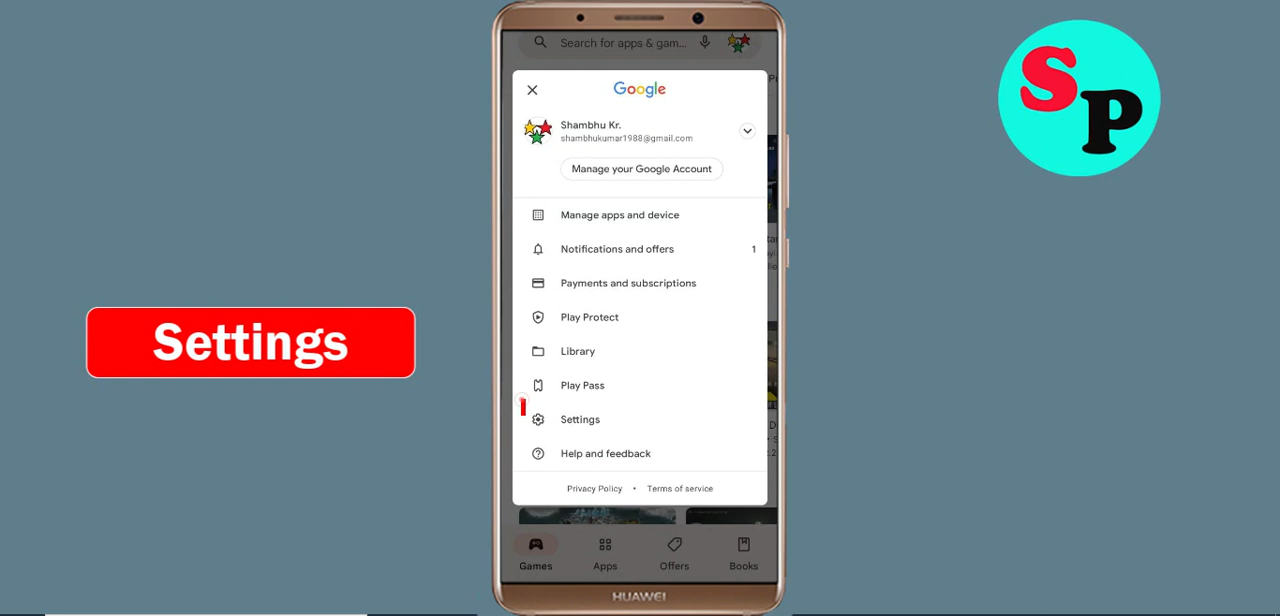 Search for apps & gam...
Google
Shambhu Kr.
shambhukumar1988@gmail.com
Manage your Google Account
Manage apps and device
Notifications and offers 1
Payments and subscriptions
Play Protect
Library
Play Pass
Settings
Help and feedback
Privacy Policy • Terms of service
Games Apps Offers Books
HUAWEI
Settings
SP